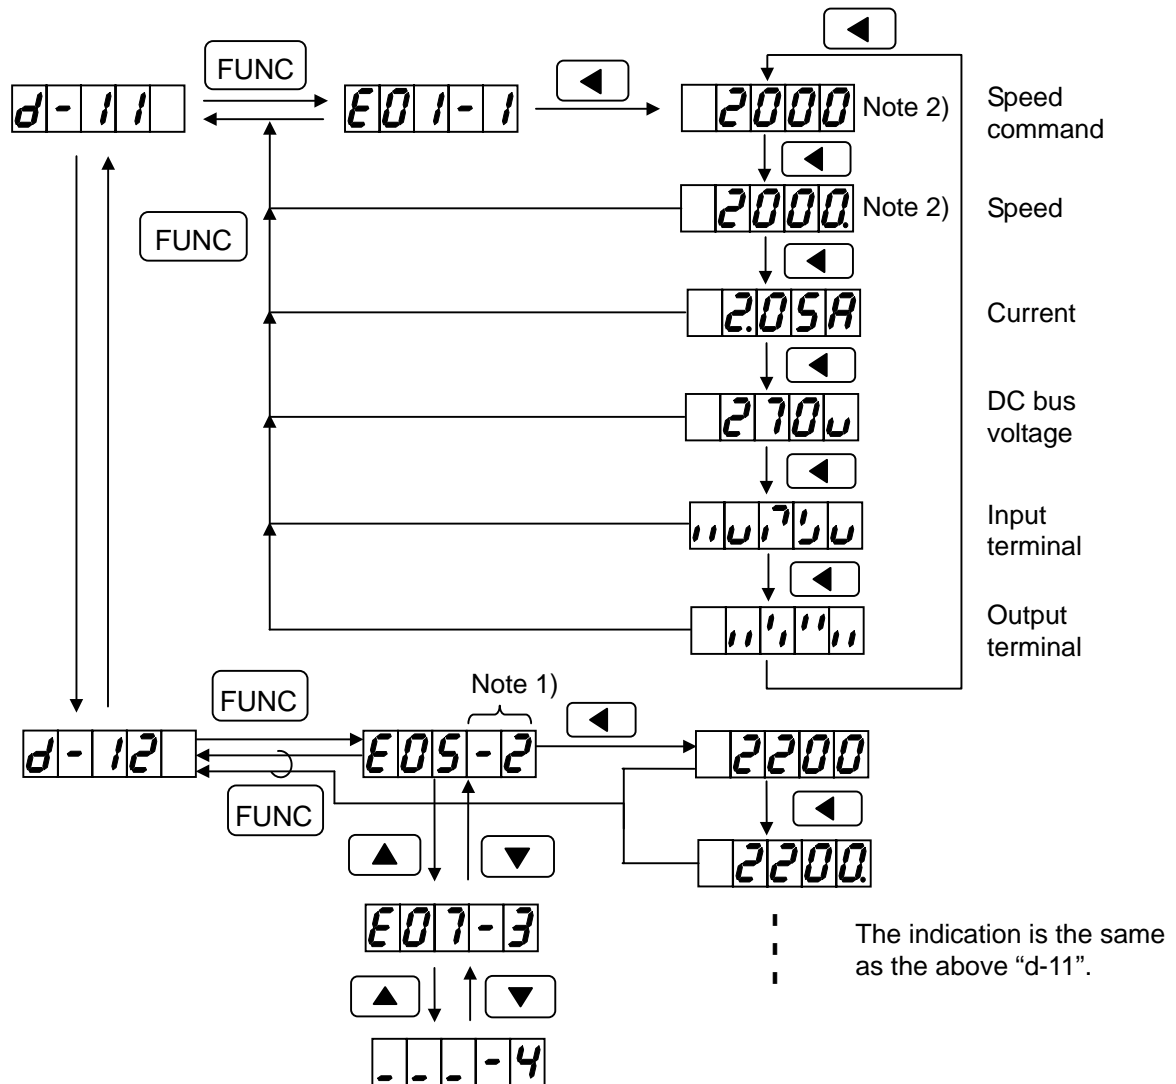 FUNC
d-11
E01-1
2000 Note 2)
Speed
command
2000. Note 2)
Speed
FUNC
2.05A
Current
270u
DC bus
voltage
Input
terminal
Output
terminal
Note 1)
FUNC
d-12
E05-2
2200
FUNC
2200.
E07-3
The indication is the same
as the above “d-11”.
_ _ _-4